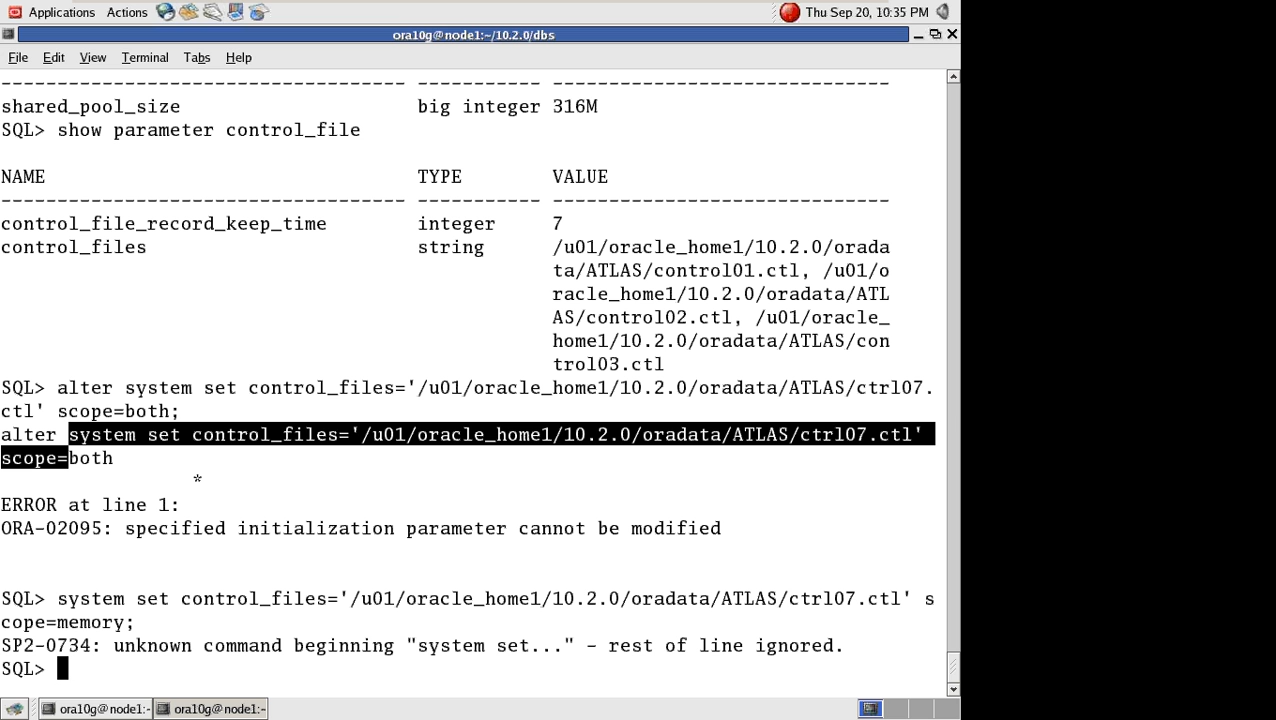 Applications Actions Thu Sep 20, 10:35 PM
ora10g@node1:~/10.2.0/dbs
File Edit View Terminal Tabs Help
------------------------------------ ----------- ------------------------------
shared_pool_size big integer 316M
SQL> show parameter control_file
NAME TYPE VALUE
------------------------------------ ----------- ------------------------------
control_file_record_keep_time integer 7
control_files string /u01/oracle_home1/10.2.0/orada
ta/ATLAS/control01.ctl, /u01/o
racle_home1/10.2.0/oradata/ATL
AS/control02.ctl, /u01/oracle_
home1/10.2.0/oradata/ATLAS/con
trol03.ctl
SQL> alter system set control_files='/u01/oracle_home1/10.2.0/oradata/ATLAS/ctrl07.
ctl' scope=both;
alter system set control_files='/u01/oracle_home1/10.2.0/oradata/ATLAS/ctrl07.ctl'
scope=both
*
ERROR at line 1:
ORA-02095: specified initialization parameter cannot be modified
SQL> system set control_files='/u01/oracle_home1/10.2.0/oradata/ATLAS/ctrl07.ctl' s
cope=memory;
SP2-0734: unknown command beginning "system set..." - rest of line ignored.
SQL>
ora10g@node1:- ora10g@node1:~